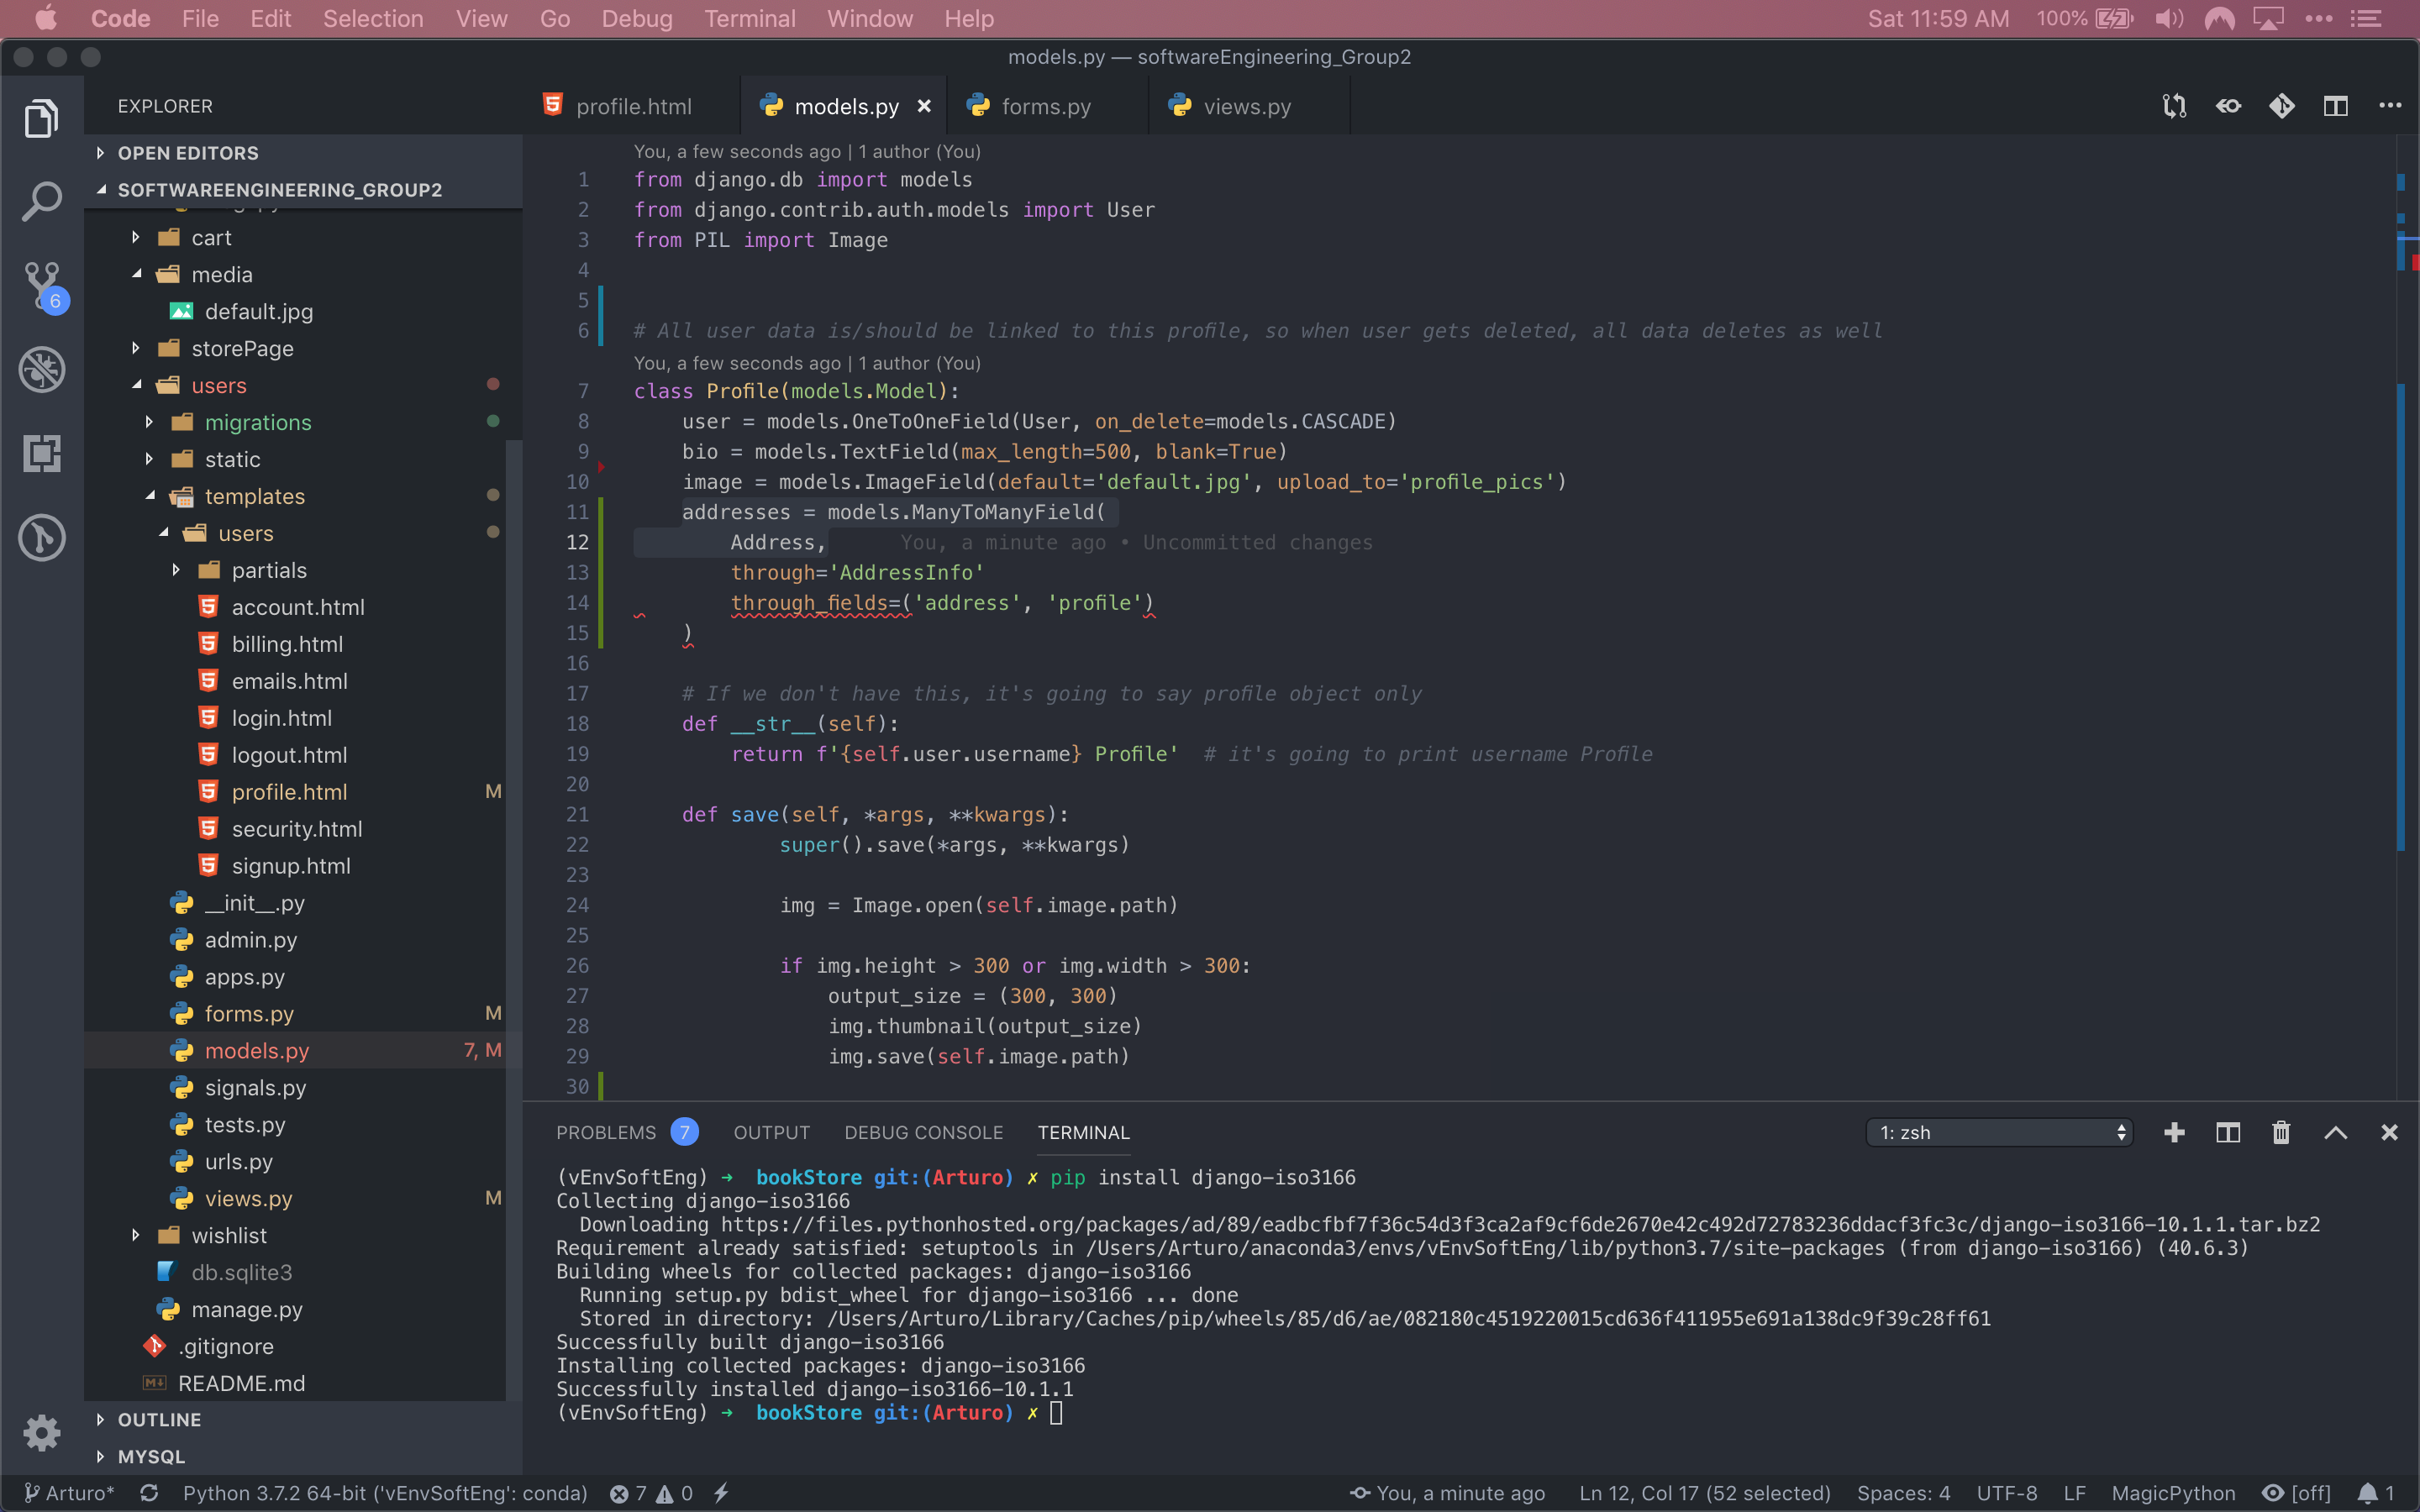 Code File Edit Selection View Go Debug Terminal Window Help Sat 11:59 AM 100%
models.py — softwareEngineering_Group2
EXPLORER
profile.html models.py forms.py views.py
OPEN EDITORS
SOFTWAREENGINEERING_GROUP2
cart
media
default.jpg
storePage
users
migrations
static
templates
users
partials
account.html
billing.html
emails.html
login.html
logout.html
profile.html M
security.html
signup.html
__init__.py
admin.py
apps.py
forms.py M
models.py 7, M
signals.py
tests.py
urls.py
views.py M
wishlist
db.sqlite3
manage.py
.gitignore
README.md
OUTLINE
MYSQL
6
You, a few seconds ago | 1 author (You)
1 from django.db import models
2 from django.contrib.auth.models import User
3 from PIL import Image
4
5
6 # All user data is/should be linked to this profile, so when user gets deleted, all data deletes as well
You, a few seconds ago | 1 author (You)
7 class Profile(models.Model):
8 user = models.OneToOneField(User, on_delete=models.CASCADE)
9 bio = models.TextField(max_length=500, blank=True)
10 image = models.ImageField(default='default.jpg', upload_to='profile_pics')
11 addresses = models.ManyToManyField(
12 Address, You, a minute ago • Uncommitted changes
13 through='AddressInfo'
14 through_fields=('address', 'profile')
15 )
16
17 # If we don't have this, it's going to say profile object only
18 def __str__(self):
19 return f'{self.user.username} Profile' # it's going to print username Profile
20
21 def save(self, *args, **kwargs):
22 super().save(*args, **kwargs)
23
24 img = Image.open(self.image.path)
25
26 if img.height > 300 or img.width > 300:
27 output_size = (300, 300)
28 img.thumbnail(output_size)
29 img.save(self.image.path)
30
PROBLEMS 7 OUTPUT DEBUG CONSOLE TERMINAL 1: zsh
(vEnvSoftEng) ➜ bookStore git:(Arturo) ✗ pip install django-iso3166
Collecting django-iso3166
Downloading https://files.pythonhosted.org/packages/ad/89/eadbcfbf7f36c54d3f3ca2af9cf6de2670e42c492d72783236ddacf3fc3c/django-iso3166-10.1.1.tar.bz2
Requirement already satisfied: setuptools in /Users/Arturo/anaconda3/envs/vEnvSoftEng/lib/python3.7/site-packages (from django-iso3166) (40.6.3)
Building wheels for collected packages: django-iso3166
Running setup.py bdist_wheel for django-iso3166 ... done
Stored in directory: /Users/Arturo/Library/Caches/pip/wheels/85/d6/ae/082180c4519220015cd636f411955e691a138dc9f39c28ff61
Successfully built django-iso3166
Installing collected packages: django-iso3166
Successfully installed django-iso3166-10.1.1
(vEnvSoftEng) ➜ bookStore git:(Arturo) ✗
Arturo* Python 3.7.2 64-bit ('vEnvSoftEng': conda) 7 0 You, a minute ago Ln 12, Col 17 (52 selected) Spaces: 4 UTF-8 LF MagicPython [off] 1